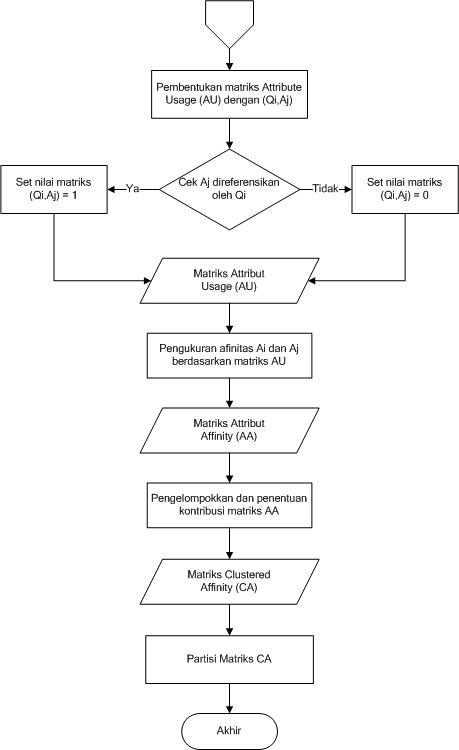 Pembentukan matriks Attribute
Usage (AU) dengan (Qi,Aj)
Cek Aj direferensikan
oleh Qi
Ya
Tidak
Set nilai matriks
(Qi,Aj) = 1
Set nilai matriks
(Qi,Aj) = 0
Matriks Attribut
Usage (AU)
Pengukuran afinitas Ai dan Aj
berdasarkan matriks AU
Matriks Attribut
Affinity (AA)
Pengelompokkan dan penentuan
kontribusi matriks AA
Matriks Clustered
Affinity (CA)
Partisi Matriks CA
Akhir